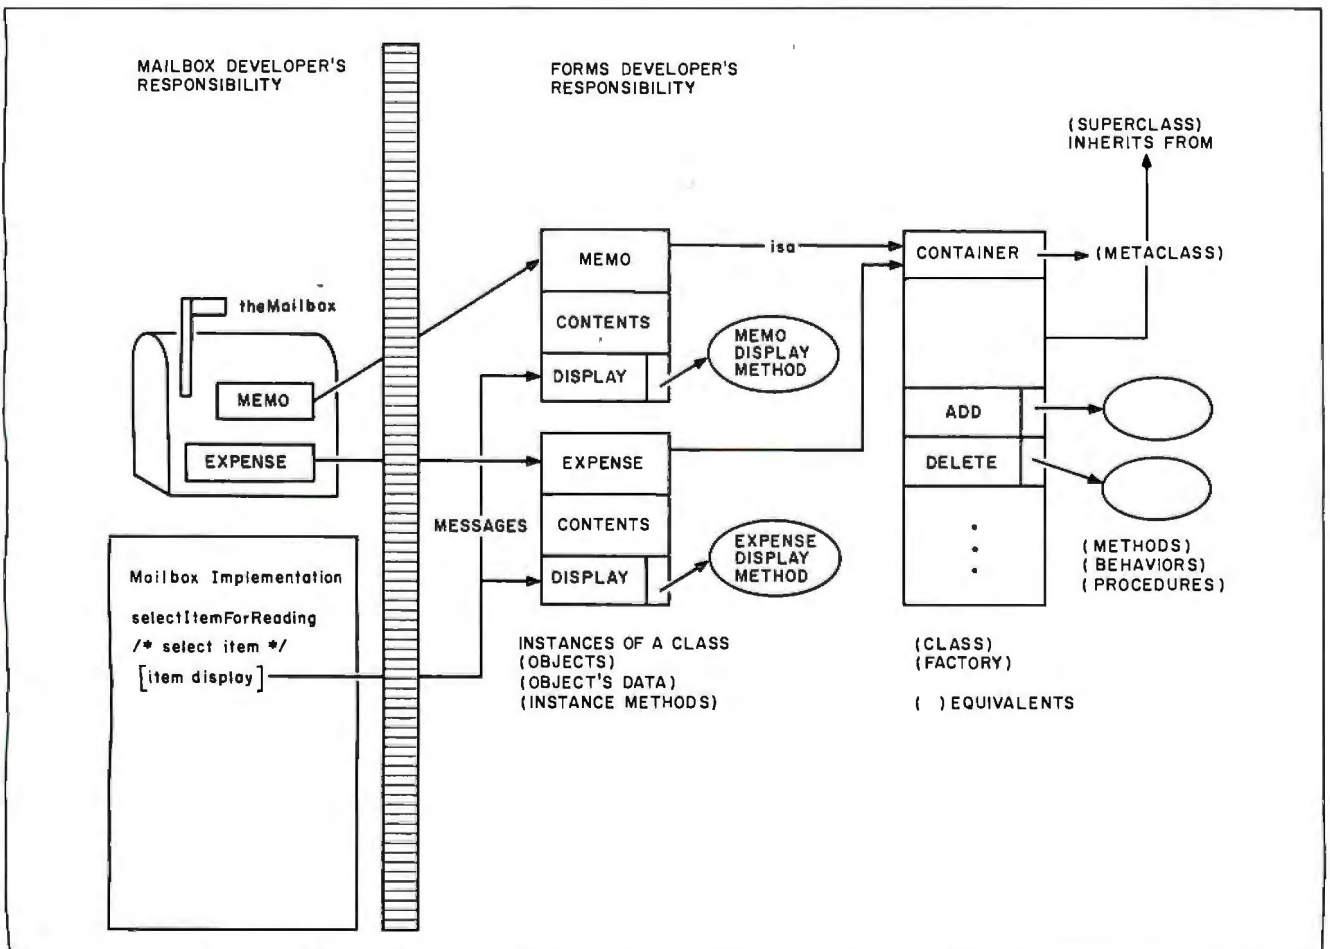 MAILBOX DEVELOPER'S
RESPONSIBILITY
FORMS DEVELOPER'S
RESPONSIBILITY
(SUPERCLASS)
INHERITS FROM
theMailbox
MEMO
EXPENSE
MEMO
CONTENTS
DISPLAY
MEMO
DISPLAY
METHOD
isa
CONTAINER
(METACLASS)
ADD
DELETE
EXPENSE
CONTENTS
DISPLAY
EXPENSE
DISPLAY
METHOD
MESSAGES
(METHODS)
(BEHAVIORS)
(PROCEDURES)
Mailbox Implementation
selectItemForReading
/* select item */
[item display]
INSTANCES OF A CLASS
(OBJECTS)
(OBJECT'S DATA)
(INSTANCE METHODS)
(CLASS)
(FACTORY)
( ) EQUIVALENTS